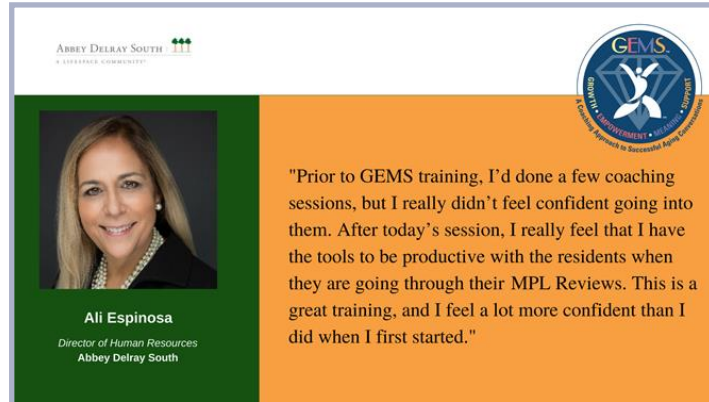 ABBEY DELRAY SOUTH
A LIFESPACE COMMUNITY®
GEMS™
GROWTH • EMPOWERMENT • MEANING • SUPPORT
A Coaching Approach to Successful Aging Conversations
"Prior to GEMS training, I'd done a few coaching
sessions, but I really didn't feel confident going into
them. After today's session, I really feel that I have
the tools to be productive with the residents when
they are going through their MPL Reviews. This is a
great training, and I feel a lot more confident than I
did when I first started."
Ali Espinosa
Director of Human Resources
Abbey Delray South